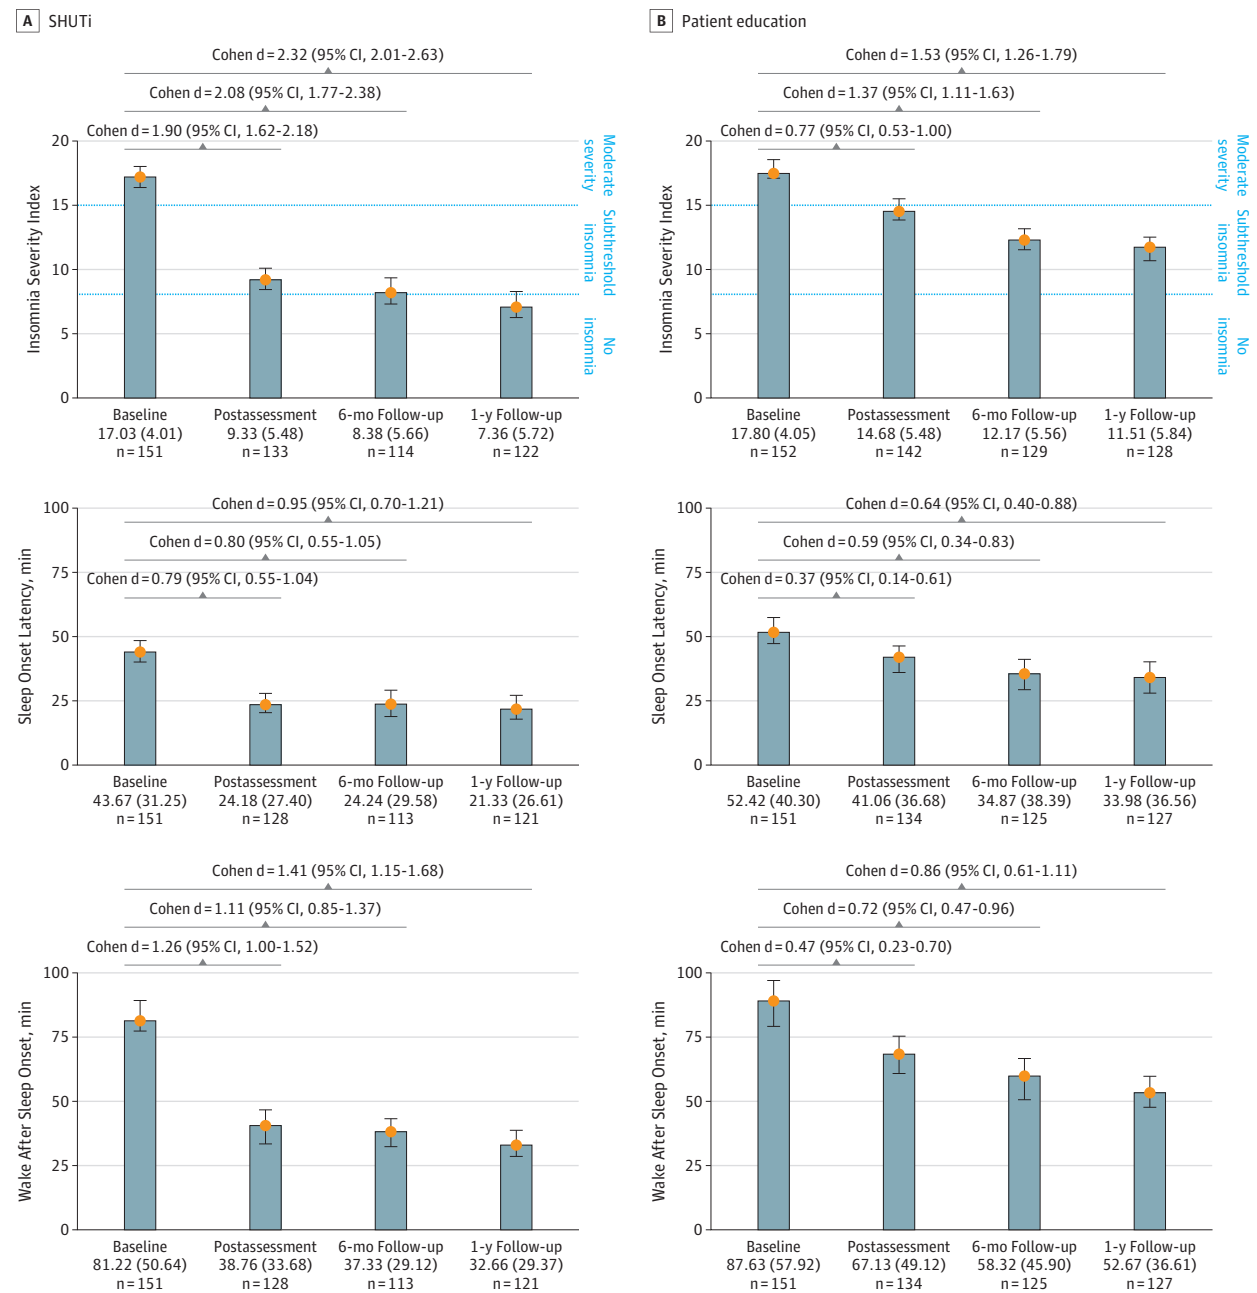 A SHUTi
Cohen d=2.32 (95% CI, 2.01-2.63)
Cohen d=2.08 (95% CI, 1.77-2.38)
Cohen d=1.90 (95% CI, 1.62-2.18)
Insomnia Severity Index
20
15
10
5
0
Moderate
severity
Subthreshold
insomnia
No
insomnia
Baseline Postassessment 6-mo Follow-up 1-y Follow-up
17.03 (4.01) 9.33 (5.48) 8.38 (5.66) 7.36 (5.72)
n=151 n=133 n=114 n=122
Cohen d=0.95 (95% CI, 0.70-1.21)
Cohen d=0.80 (95% CI, 0.55-1.05)
Cohen d=0.79 (95% CI, 0.55-1.04)
Sleep Onset Latency, min
100
75
50
25
0
Baseline Postassessment 6-mo Follow-up 1-y Follow-up
43.67 (31.25) 24.18 (27.40) 24.24 (29.58) 21.33 (26.61)
n=151 n=128 n=113 n=121
Cohen d=1.41 (95% CI, 1.15-1.68)
Cohen d=1.11 (95% CI, 0.85-1.37)
Cohen d=1.26 (95% CI, 1.00-1.52)
Wake After Sleep Onset, min
100
75
50
25
0
Baseline Postassessment 6-mo Follow-up 1-y Follow-up
81.22 (50.64) 38.76 (33.68) 37.33 (29.12) 32.66 (29.37)
n=151 n=128 n=113 n=121
B Patient education
Cohen d=1.53 (95% CI, 1.26-1.79)
Cohen d=1.37 (95% CI, 1.11-1.63)
Cohen d=0.77 (95% CI, 0.53-1.00)
Insomnia Severity Index
20
15
10
5
0
Moderate
severity
Subthreshold
insomnia
No
insomnia
Baseline Postassessment 6-mo Follow-up 1-y Follow-up
17.80 (4.05) 14.68 (5.48) 12.17 (5.56) 11.51 (5.84)
n=152 n=142 n=129 n=128
Cohen d=0.64 (95% CI, 0.40-0.88)
Cohen d=0.59 (95% CI, 0.34-0.83)
Cohen d=0.37 (95% CI, 0.14-0.61)
Sleep Onset Latency, min
100
75
50
25
0
Baseline Postassessment 6-mo Follow-up 1-y Follow-up
52.42 (40.30) 41.06 (36.68) 34.87 (38.39) 33.98 (36.56)
n=151 n=134 n=125 n=127
Cohen d=0.86 (95% CI, 0.61-1.11)
Cohen d=0.72 (95% CI, 0.47-0.96)
Cohen d=0.47 (95% CI, 0.23-0.70)
Wake After Sleep Onset, min
100
75
50
25
0
Baseline Postassessment 6-mo Follow-up 1-y Follow-up
87.63 (57.92) 67.13 (49.12) 58.32 (45.90) 52.67 (36.61)
n=151 n=134 n=125 n=127